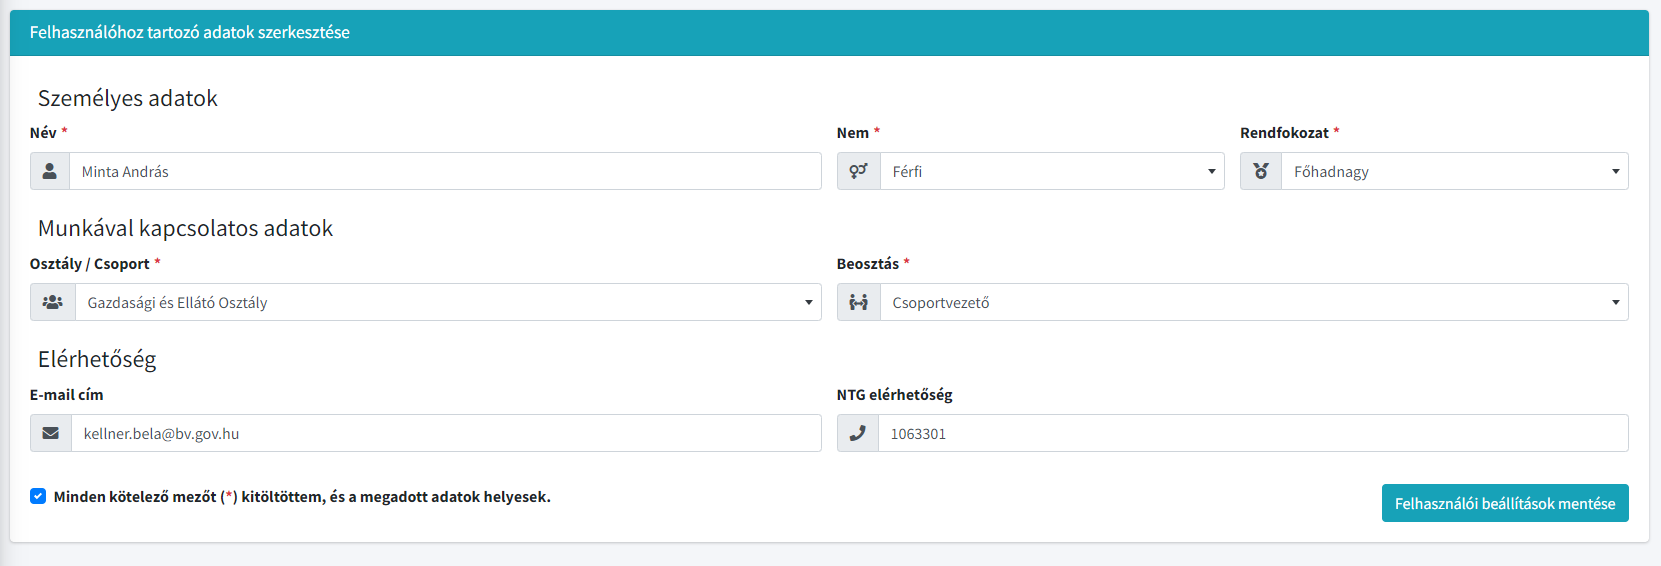 Felhasználóhoz tartozó adatok szerkesztése
Személyes adatok
Név * Nem * Rendfokozat *
Minta András Férfi Főhadnagy
Munkával kapcsolatos adatok
Osztály / Csoport * Beosztás *
Gazdasági és Ellátó Osztály Csoportvezető
Elérhetőség
E-mail cím NTG elérhetőség
kellner.bela@bv.gov.hu 1063301
Minden kötelező mezőt (*) kitöltöttem, és a megadott adatok helyesek.
Felhasználói beállítások mentése